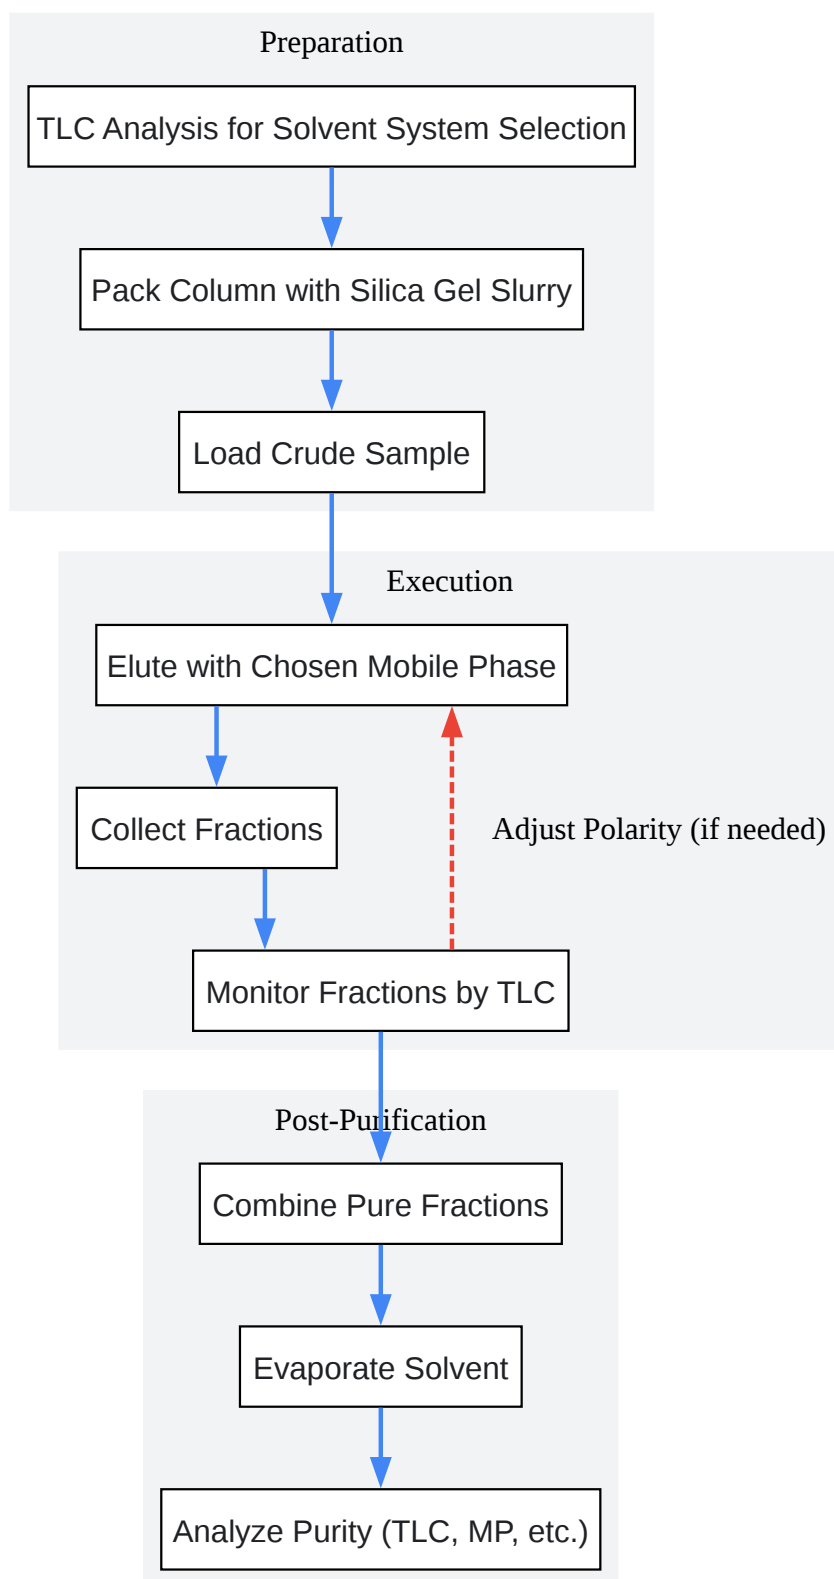 Preparation
TLC Analysis for Solvent System Selection
Pack Column with Silica Gel Slurry
Load Crude Sample
Execution
Elute with Chosen Mobile Phase
Collect Fractions
Adjust Polarity (if needed)
Monitor Fractions by TLC
Post-Purification
Combine Pure Fractions
Evaporate Solvent
Analyze Purity (TLC, MP, etc.)